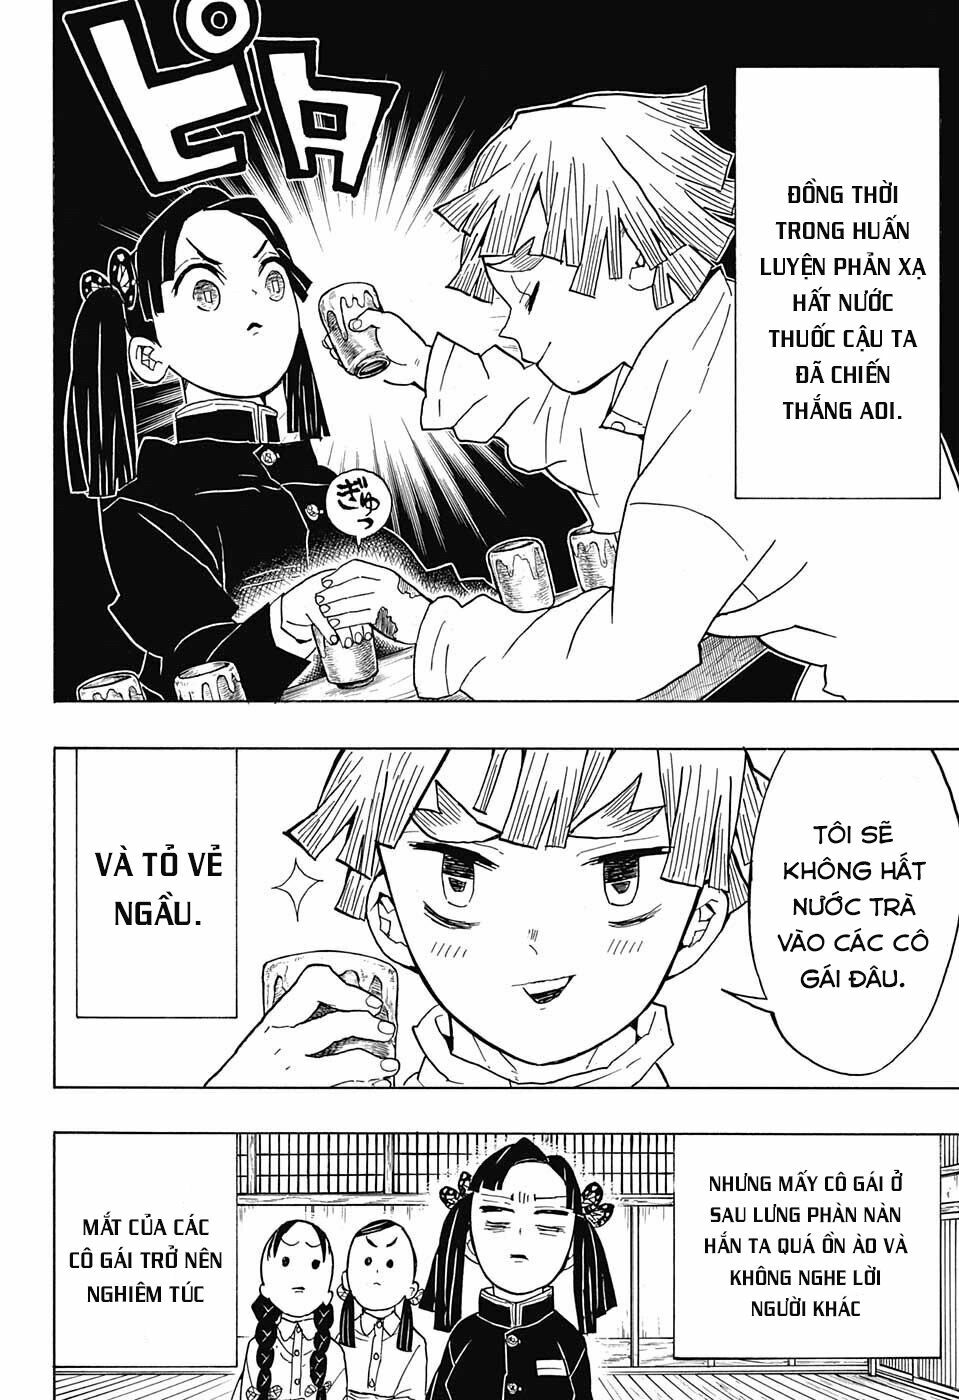 ピタ
ĐỒNG THỜI
TRONG HUẤN
LUYỆN PHẢN XẠ
HẤT NƯỚC
THUỐC CẬU TA
ĐÃ CHIẾN
THẮNG AOI.
ぎゅっ
TÔI SẼ
KHÔNG HẤT
NƯỚC TRÀ
VÀO CÁC CÔ
GÁI ĐÂU.
VÀ TỎ VẺ
NGẦU.
NHƯNG MẤY CÔ GÁI Ở
SAU LƯNG PHÀN NÀN
HẮN TA QUÁ ỒN ÀO VÀ
KHÔNG NGHE LỜI
NGƯỜI KHÁC
MẮT CỦA CÁC
CÔ GÁI TRỞ NÊN
NGHIÊM TÚC